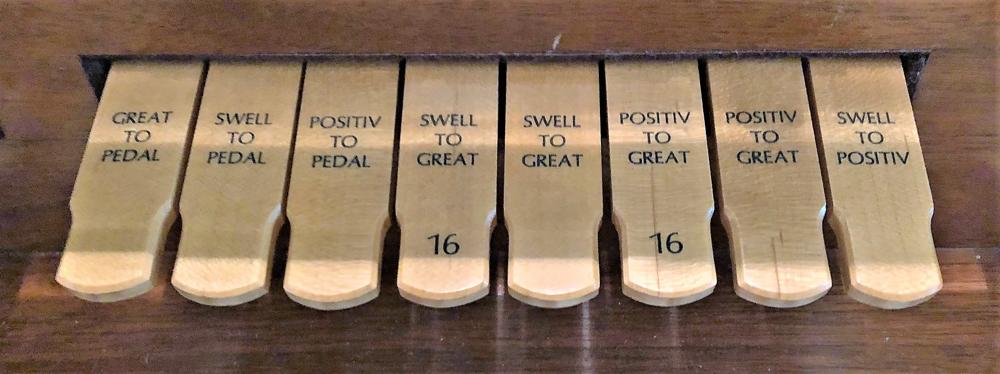 GREAT
TO
PEDAL
SWELL
TO
PEDAL
POSITIV
TO
PEDAL
SWELL
TO
GREAT
16
SWELL
TO
GREAT
POSITIV
TO
GREAT
16
POSITIV
TO
GREAT
SWELL
TO
POSITIV